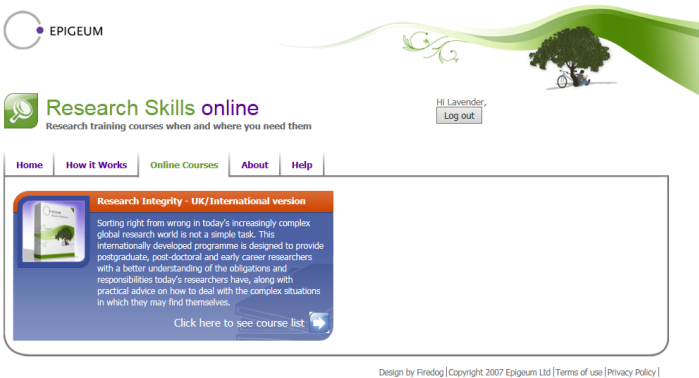 EPIGEUM
Research Skills online
Research training courses when and where you need them
Hi Lavender,
Log out
Home How it Works Online Courses About Help
Research Integrity - UK/International version
Sorting right from wrong in today's increasingly complex
global research world is not a simple task. This
internationally developed programme is designed to provide
postgraduate, post-doctoral and early career researchers
with a better understanding of the obligations and
responsibilities today's researchers have, along with
practical advice on how to deal with the complex situations
in which they may find themselves.
Click here to see course list
Design by Firedog|Copyright 2007 Epigeum Ltd |Terms of use|Privacy Policy|